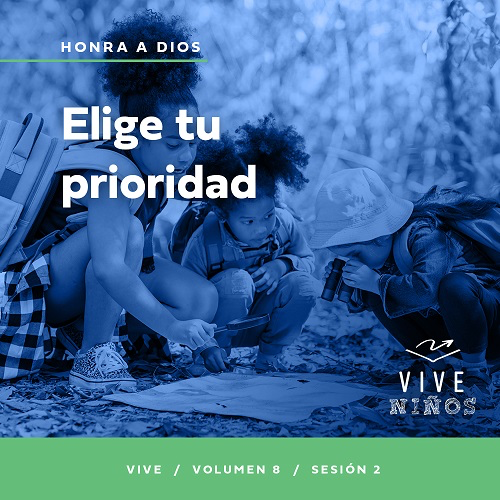 HONRA A DIOS
Elige tu
prioridad
VIVE
NIÑOS
VIVE / VOLUMEN 8 / SESIÓN 2